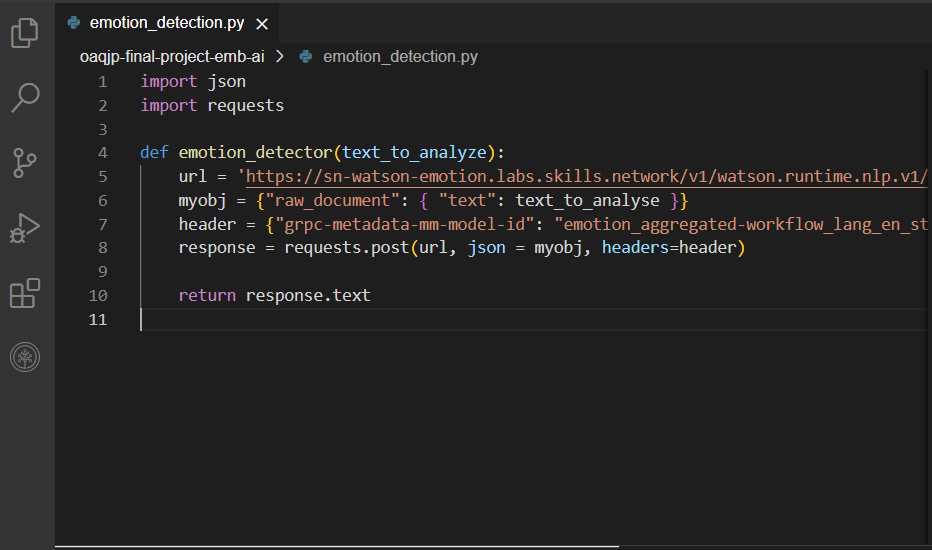 emotion_detection.py
oaqjp-final-project-emb-ai > emotion_detection.py
1 import json
2 import requests
3
4 def emotion_detector(text_to_analyze):
5     url = 'https://sn-watson-emotion.labs.skills.network/v1/watson.runtime.nlp.v1/
6     myobj = {"raw_document": { "text": text_to_analyse }}
7     header = {"grpc-metadata-mm-model-id": "emotion_aggregated-workflow_lang_en_st
8     response = requests.post(url, json = myobj, headers=header)
9
10     return response.text
11